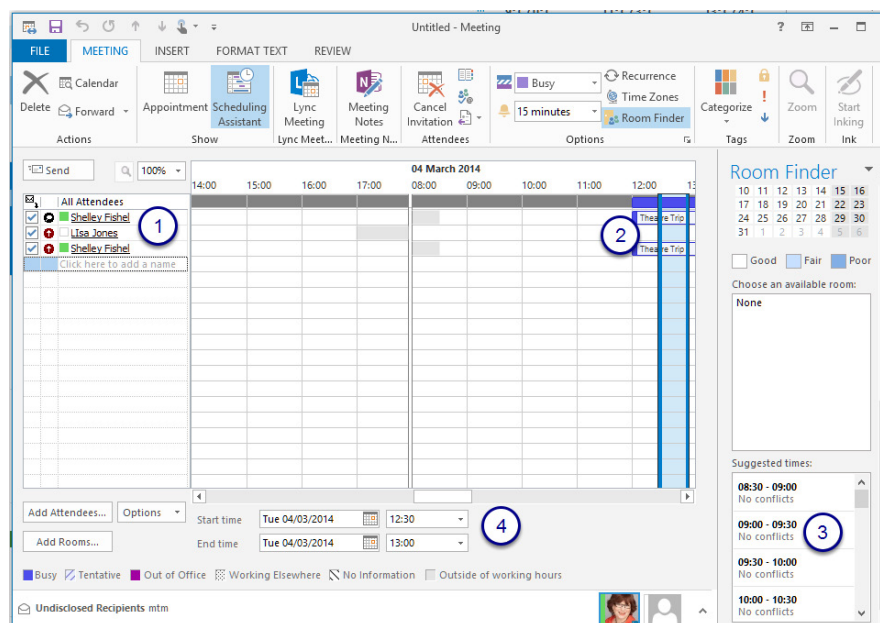 Untitled - Meeting
FILE MEETING INSERT FORMAT TEXT REVIEW
Delete
Calendar
Forward
Actions
Appointment
Scheduling Assistant
Show
Lync Meeting
Lync Meet...
Meeting Notes
Meeting N...
Cancel Invitation
Attendees
Busy
15 minutes
Recurrence
Time Zones
Room Finder
Options
Categorize
Tags
Zoom
Zoom
Start Inking
Ink
Send
100%
04 March 2014
14:00 15:00 16:00 17:00 08:00 09:00 10:00 11:00 12:00 13
All Attendees
Shelley Fishel
LIsa Jones
Shelley Fishel
Click here to add a name
1
Theatre Trip
2
Theatre Trip
Add Attendees... Options
Add Rooms...
Start time Tue 04/03/2014 12:30
End time Tue 04/03/2014 13:00
4
Busy Tentative Out of Office Working Elsewhere No Information Outside of working hours
Undisclosed Recipients mtm
Room Finder
10 11 12 13 14 15 16
17 18 19 20 21 22 23
24 25 26 27 28 29 30
31 1 2 3 4 5 6
Good Fair Poor
Choose an available room:
None
Suggested times:
08:30 - 09:00
No conflicts
09:00 - 09:30
No conflicts
3
09:30 - 10:00
No conflicts
10:00 - 10:30
No conflicts